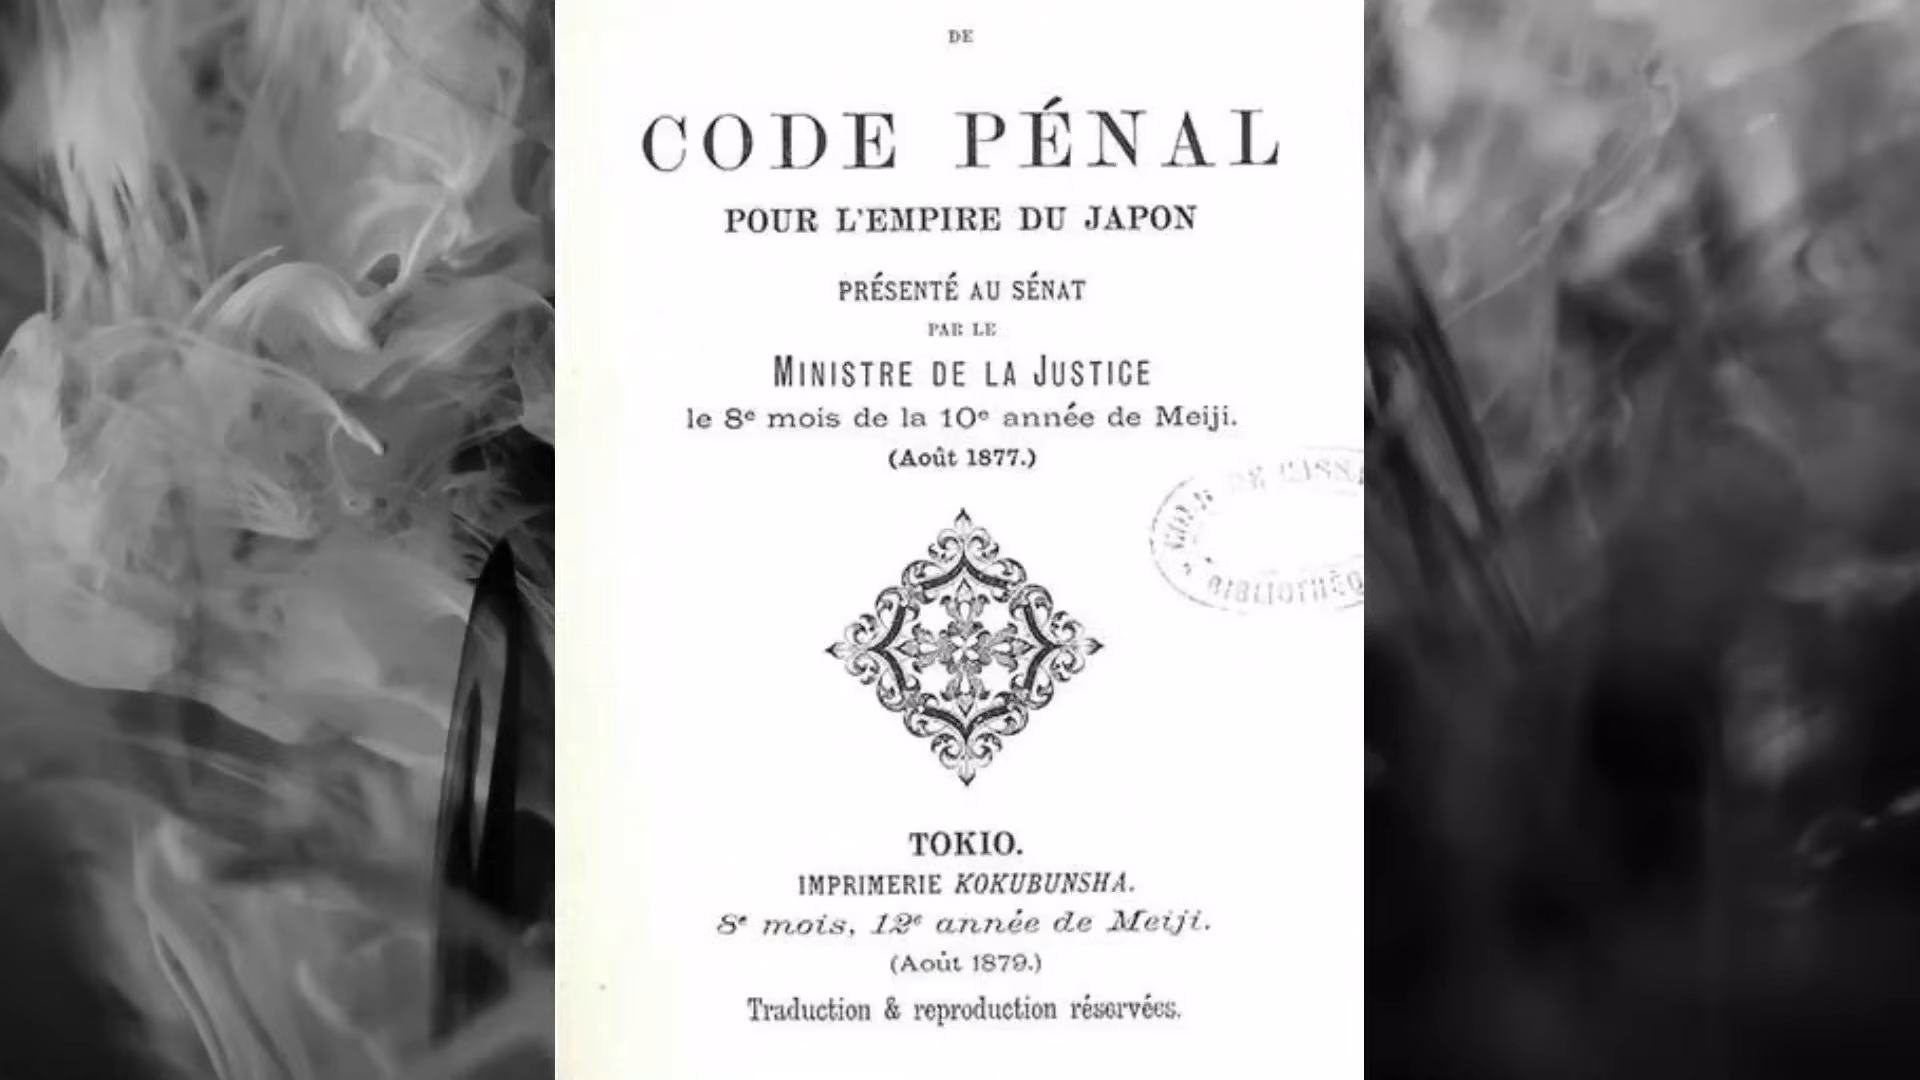 DE
CODE PÉNAL
POUR L'EMPIRE DU JAPON
PRÉSENTÉ AU SÉNAT
PAR LE
MINISTRE DE LA JUSTICE
le 8e mois de la 10e année de Meiji.
(Août 1877.)
DE
TOKIO.
IMPRIMERIE KOKUBUNSHA.
8e mois, 12e année de Meiji.
(Août 1879.)
Traduction & reproduction réservées.